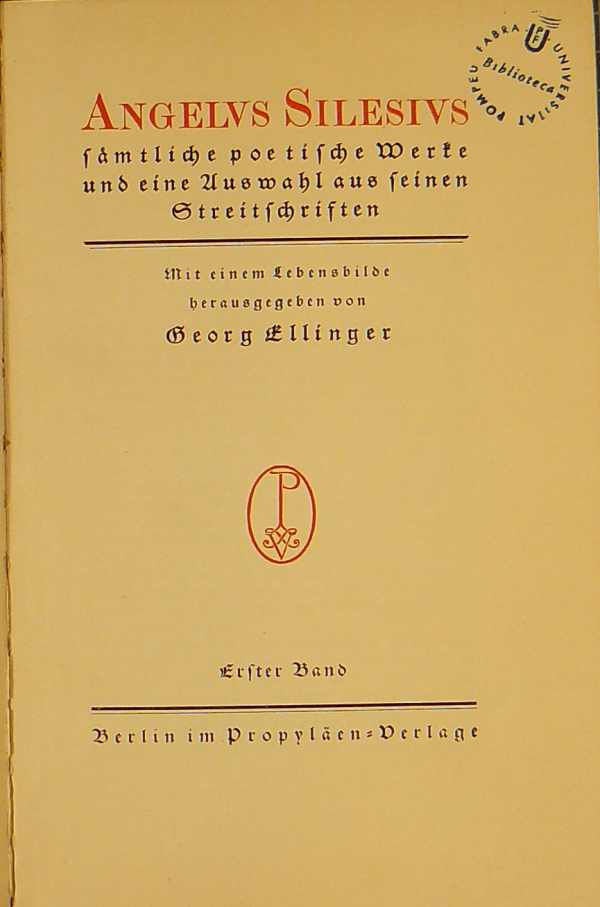 ANGELVS SILESIVS
sämtliche poetische Werke
und eine Auswahl aus seinen
Streitschriften
Mit einem Lebensbilde
herausgegeben von
Georg Ellinger
Erster Band
Berlin im Propyläen=Verlage
UNIVERSITAT POMPEU FABRA
Biblioteca